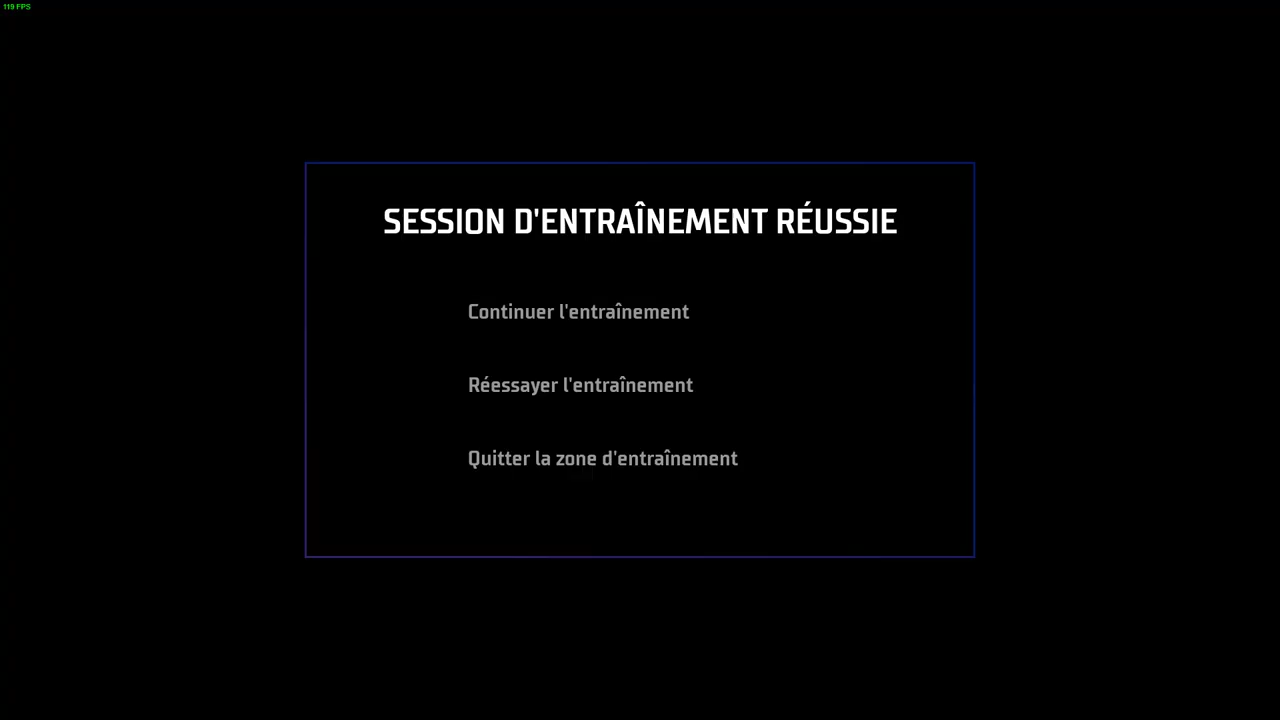 119 FPS
SESSION D'ENTRAÎNEMENT RÉUSSIE
Continuer l'entraînement
Réessayer l'entraînement
Quitter la zone d'entraînement